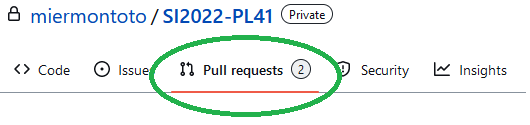 miermontoto / SI2022-PL41 Private
Code Issue Pull requests 2 Security Insights